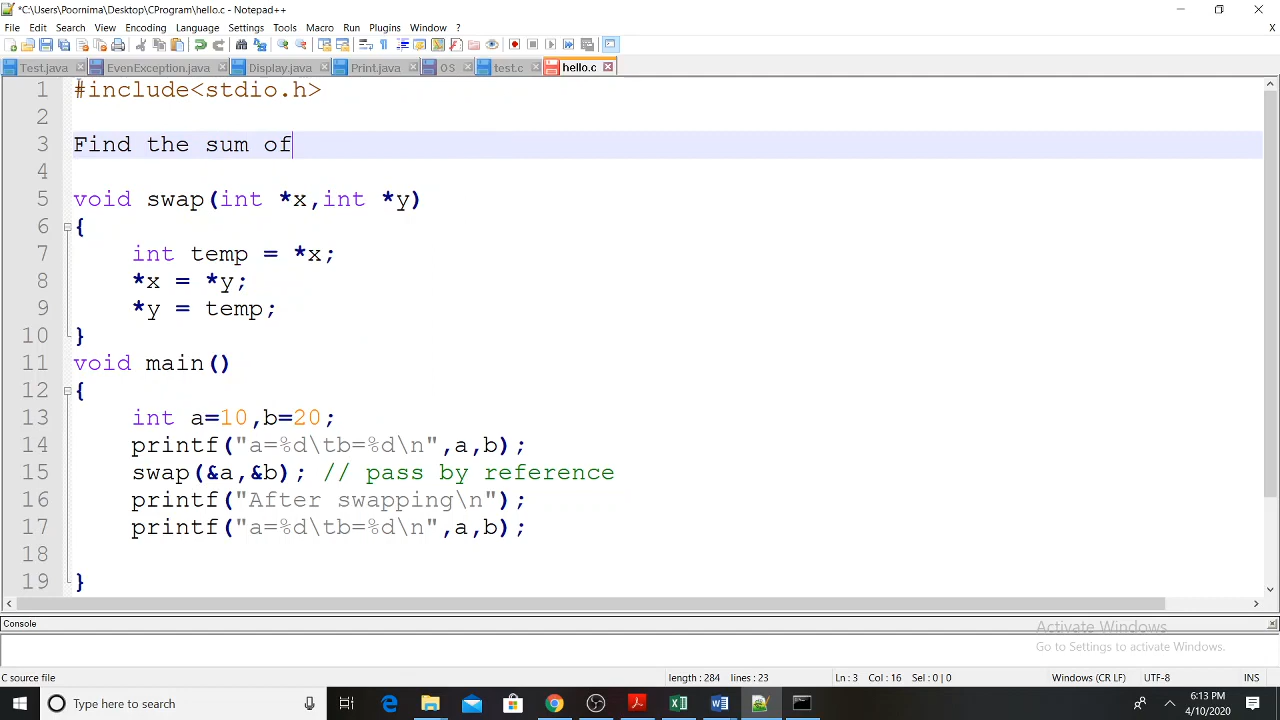 *C:\Users\Poornima\Desktop\CProgram\hello.c - Notepad++
File Edit Search View Encoding Language Settings Tools Macro Run Plugins Window ?
X
Test.java EvenException.java Display.java Print.java OS test.c hello.c
1 #include<stdio.h>
2
3 Find the sum of
4
5 void swap(int *x,int *y)
6 {
7 int temp = *x;
8 *x = *y;
9 *y = temp;
10 }
11 void main()
12 {
13 int a=10,b=20;
14 printf("a=%d\tb=%d\n",a,b);
15 swap(&a,&b); // pass by reference
16 printf("After swapping\n");
17 printf("a=%d\tb=%d\n",a,b);
18
19 }
Console
Activate Windows
Go to Settings to activate Windows.
C source file length : 284 lines : 23 Ln : 3 Col : 16 Sel : 0 | 0 Windows (CR LF) UTF-8 INS
Type here to search
6:13 PM
4/10/2020